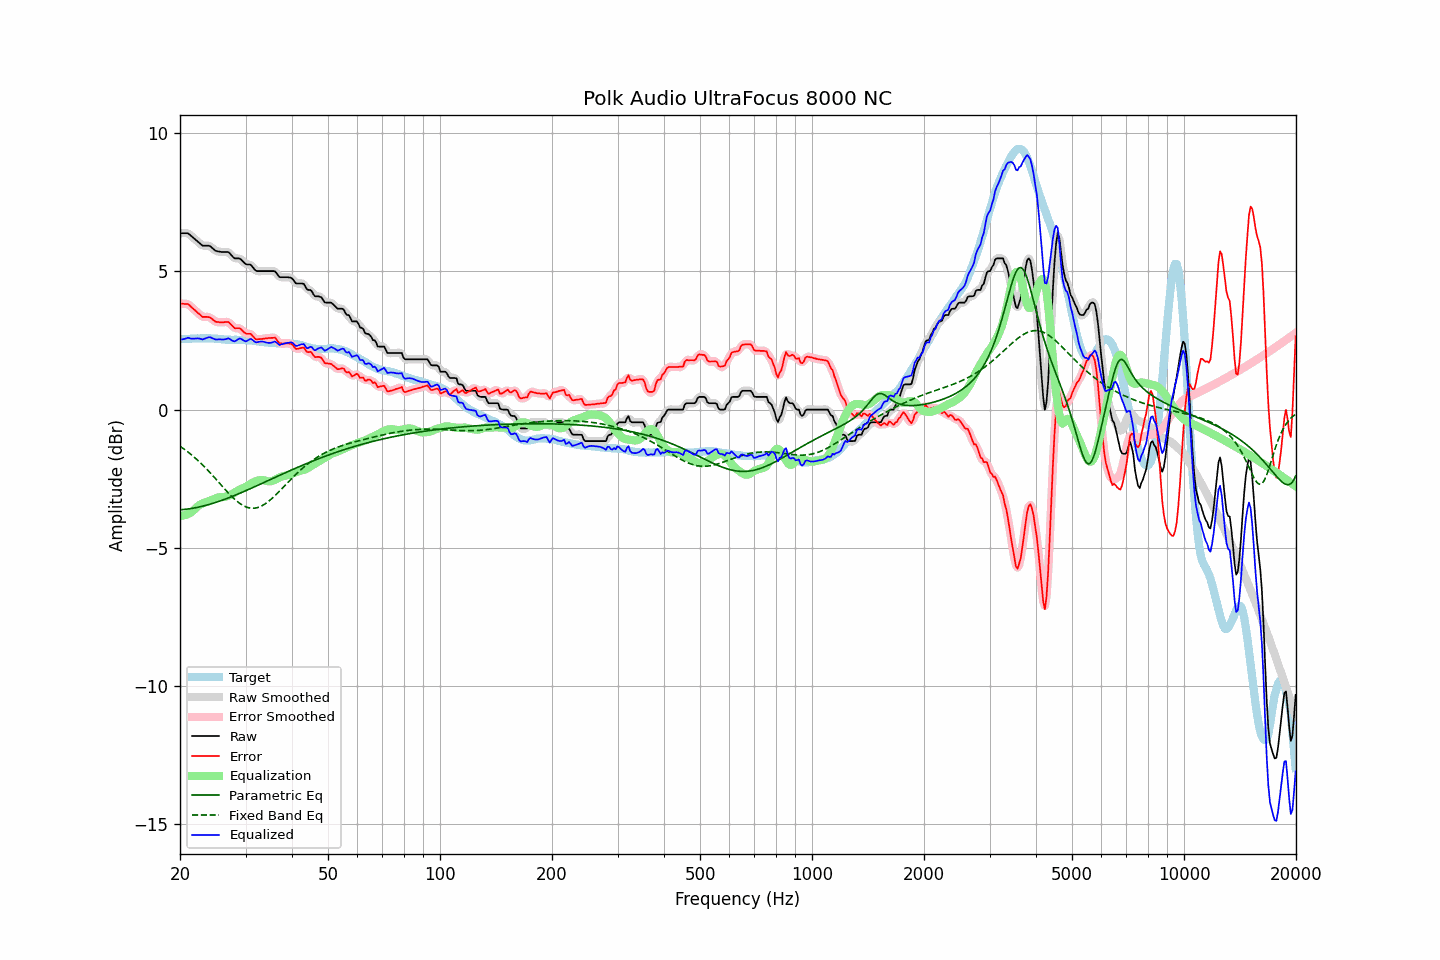 Polk Audio UltraFocus 8000 NC
Amplitude (dBr)
10
5
0
−5
−10
−15
Target
Raw Smoothed
Error Smoothed
Raw
Error
Equalization
Parametric Eq
Fixed Band Eq
Equalized
20 50 100 200 500 1000 2000 5000 10000 20000
Frequency (Hz)